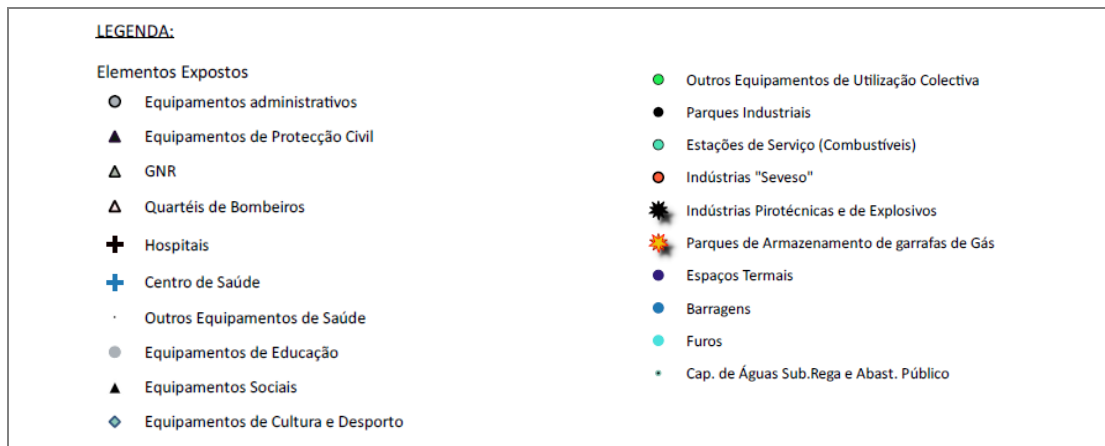 LEGENDA:
Elementos Expostos
Equipamentos administrativos
Equipamentos de Protecção Civil
GNR
Quartéis de Bombeiros
Hospitais
Centro de Saúde
Outros Equipamentos de Saúde
Equipamentos de Educação
Equipamentos Sociais
Equipamentos de Cultura e Desporto
Outros Equipamentos de Utilização Colectiva
Parques Industriais
Estações de Serviço (Combustíveis)
Indústrias "Seveso"
Indústrias Pirotécnicas e de Explosivos
Parques de Armazenamento de garrafas de Gás
Espaços Termais
Barragens
Furos
Cap. de Águas Sub.Rega e Abast. Público